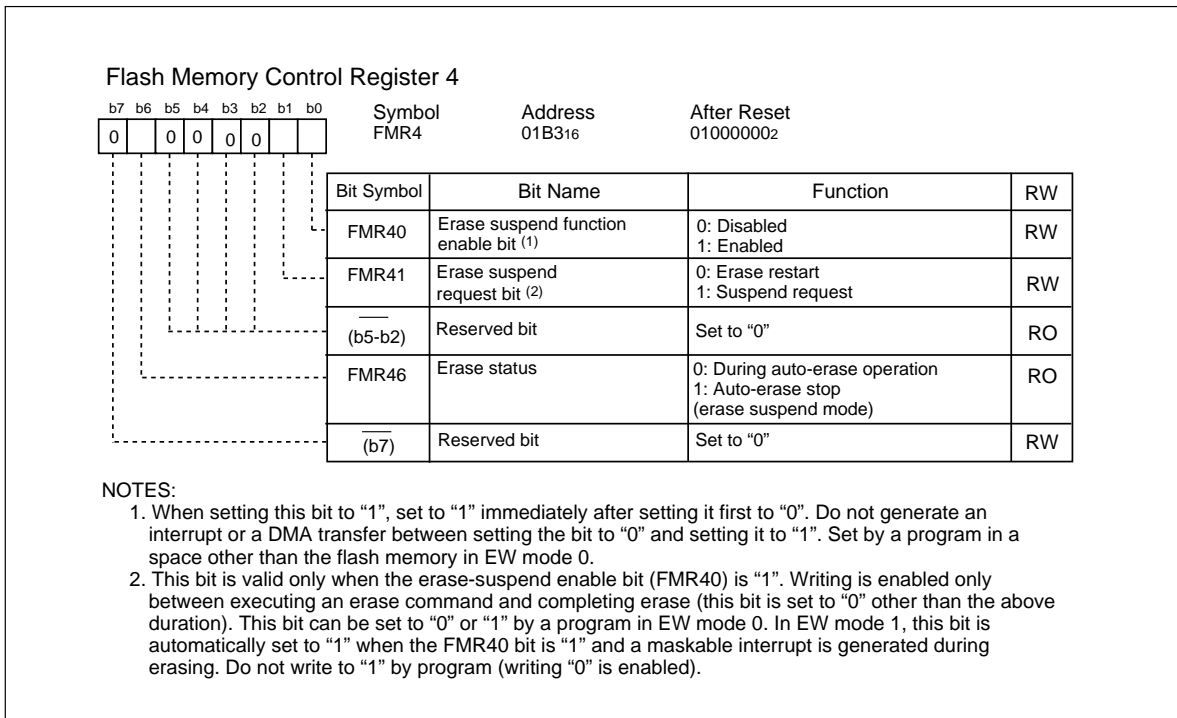 Flash Memory Control Register 4
b7 b6 b5 b4 b3 b2 b1 b0
0 0 0 0 0
Symbol Address After Reset
FMR4 01B316 010000002
Bit Symbol Bit Name Function RW
FMR40 Erase suspend function enable bit (1) 0: Disabled 1: Enabled RW
FMR41 Erase suspend request bit (2) 0: Erase restart 1: Suspend request RW
(b5-b2) Reserved bit Set to “0” RO
FMR46 Erase status 0: During auto-erase operation 1: Auto-erase stop (erase suspend mode) RO
(b7) Reserved bit Set to “0” RW
NOTES:
1. When setting this bit to “1”, set to “1” immediately after setting it first to “0”. Do not generate an
interrupt or a DMA transfer between setting the bit to “0” and setting it to “1”. Set by a program in a
space other than the flash memory in EW mode 0.
2. This bit is valid only when the erase-suspend enable bit (FMR40) is “1”. Writing is enabled only
between executing an erase command and completing erase (this bit is set to “0” other than the above
duration). This bit can be set to “0” or “1” by a program in EW mode 0. In EW mode 1, this bit is
automatically set to “1” when the FMR40 bit is “1” and a maskable interrupt is generated during
erasing. Do not write to “1” by program (writing “0” is enabled).